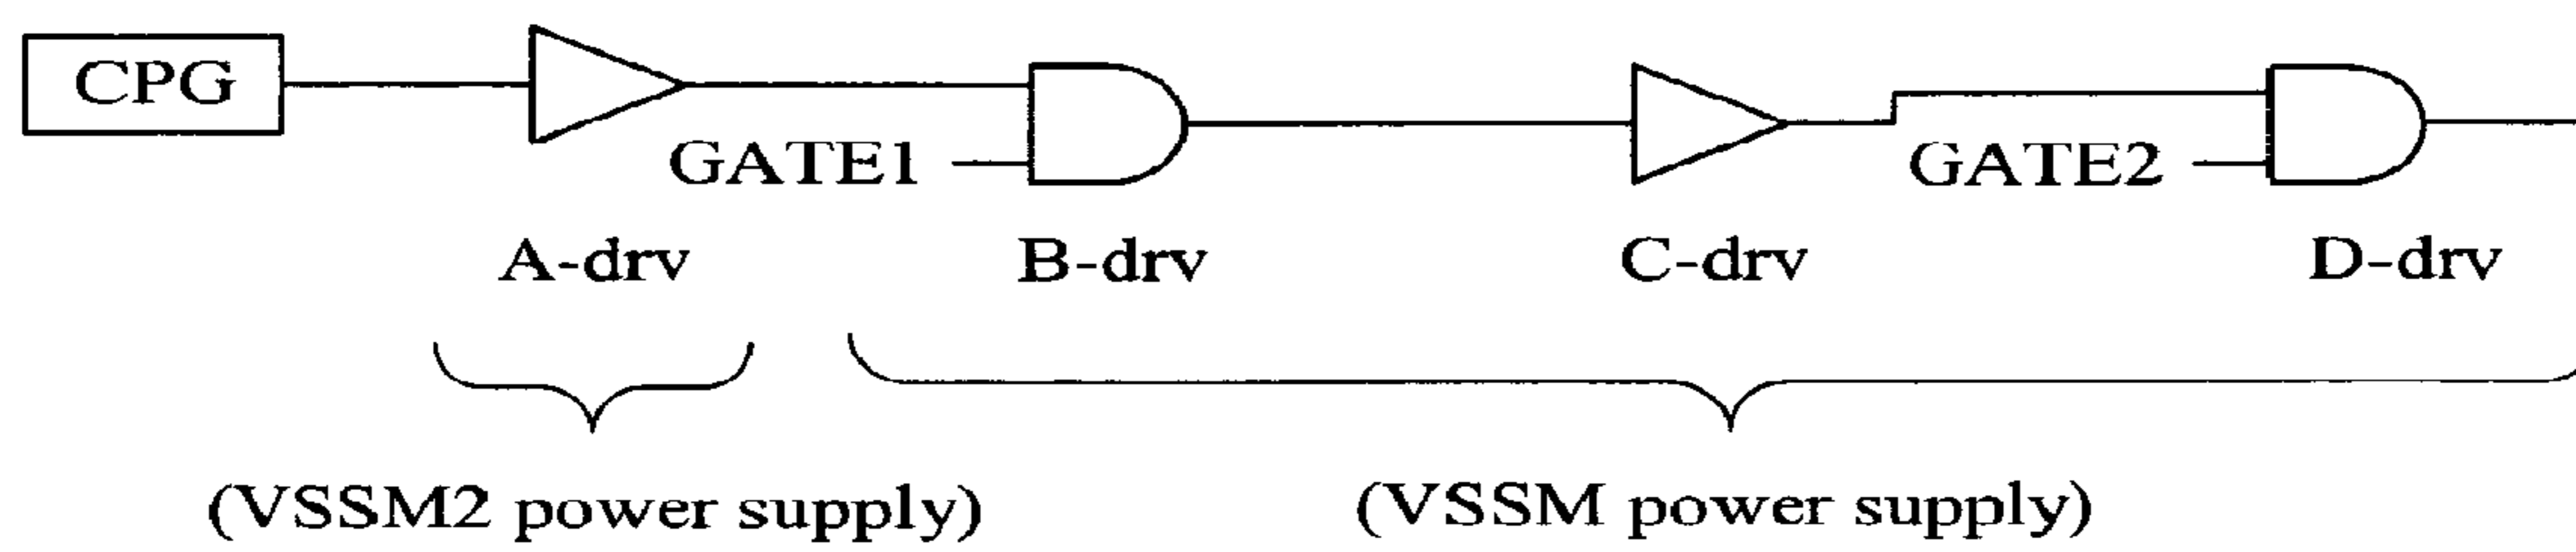 CPG
GATE1
GATE2
A-drv
B-drv
C-drv
D-drv
(VSSM2 power supply)
(VSSM power supply)